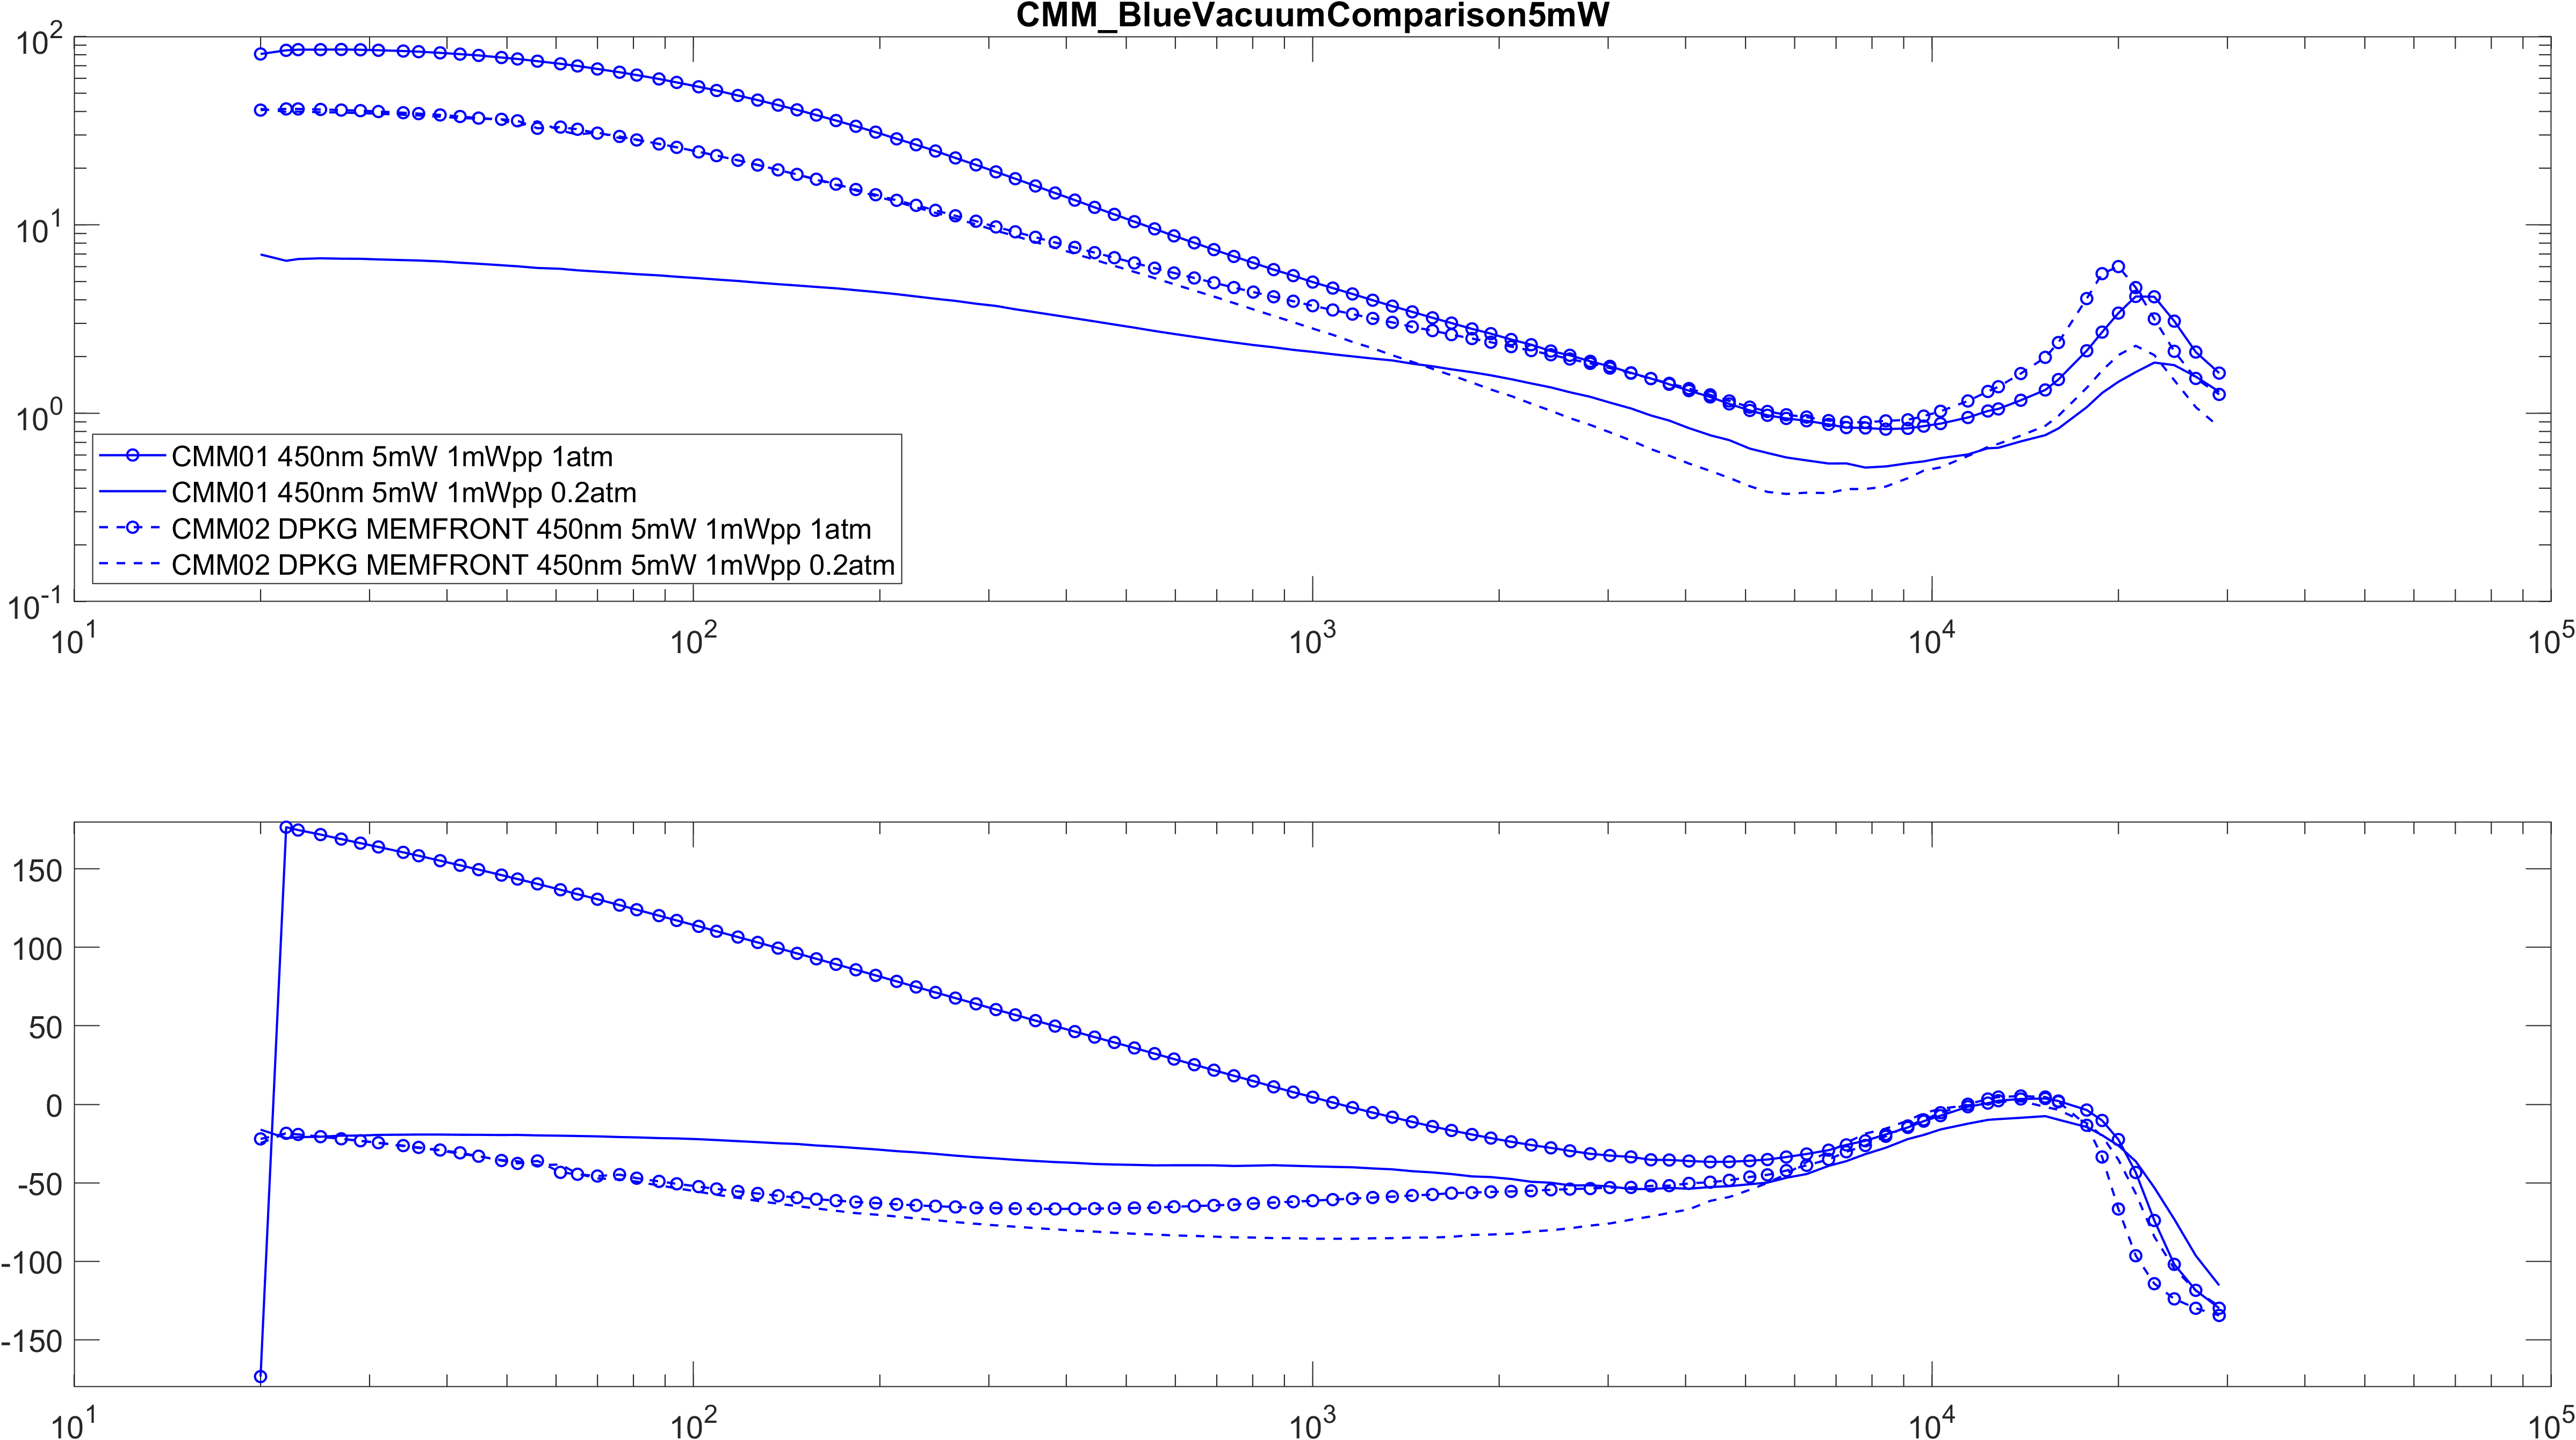 CMM_BlueVacuumComparison5mW
10^2
10^1
10^0
10^-1
CMM01 450nm 5mW 1mWpp 1atm
CMM01 450nm 5mW 1mWpp 0.2atm
CMM02 DPKG MEMFRONT 450nm 5mW 1mWpp 1atm
CMM02 DPKG MEMFRONT 450nm 5mW 1mWpp 0.2atm
10^1 10^2 10^3 10^4 10^5
150
100
50
0
-50
-100
-150
10^1 10^2 10^3 10^4 10^5